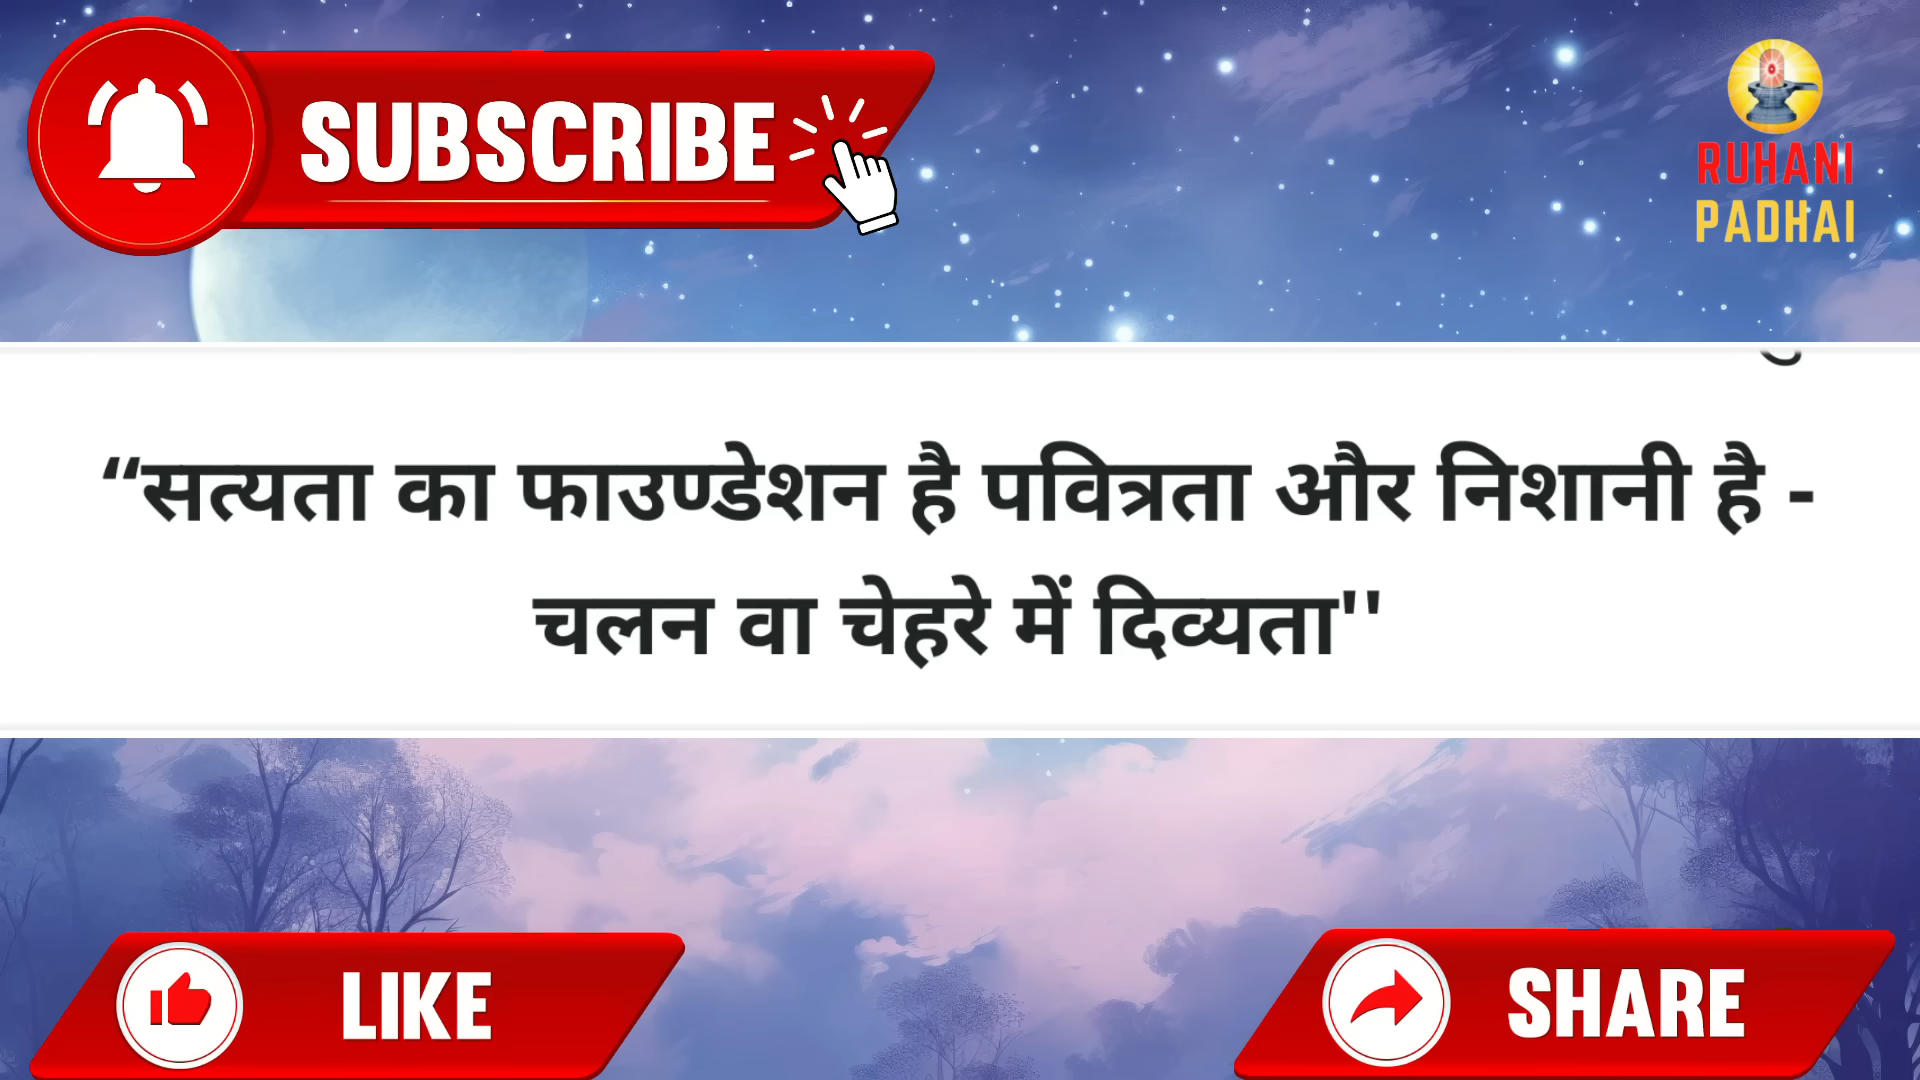 SUBSCRIBE
RUHANI
PADHAI
“सत्यता का फाउण्डेशन है पवित्रता और निशानी है -
चलन वा चेहरे में दिव्यता''
LIKE
SHARE